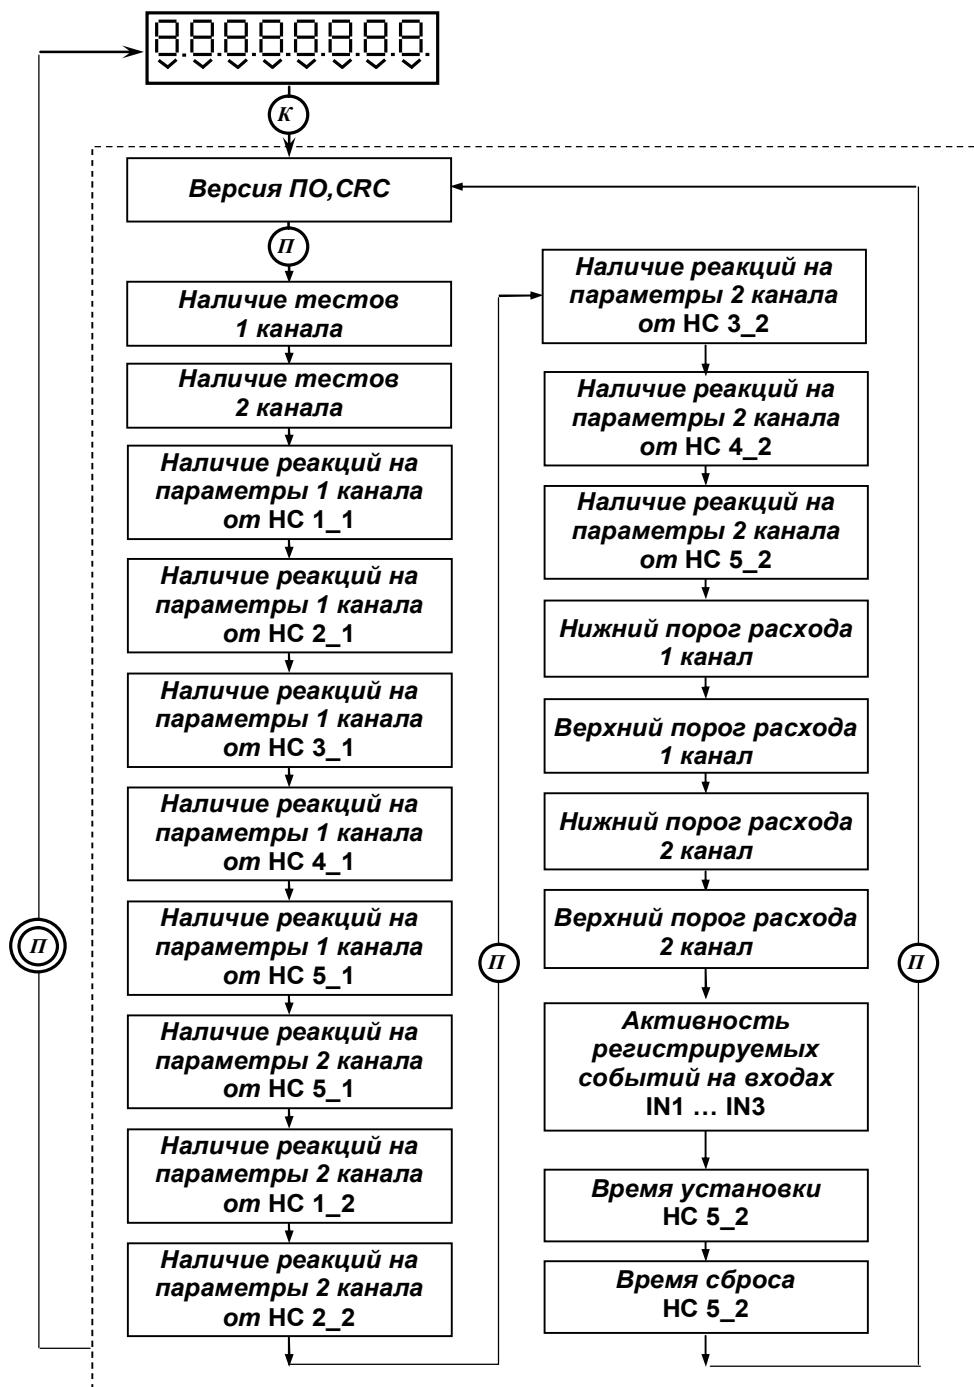 К
Версия ПО,CRC
П
Наличие тестов
1 канала
Наличие тестов
2 канала
Наличие реакций на
параметры 1 канала
от НС 1_1
Наличие реакций на
параметры 1 канала
от НС 2_1
Наличие реакций на
параметры 1 канала
от НС 3_1
Наличие реакций на
параметры 1 канала
от НС 4_1
Наличие реакций на
параметры 1 канала
от НС 5_1
Наличие реакций на
параметры 2 канала
от НС 5_1
Наличие реакций на
параметры 2 канала
от НС 1_2
Наличие реакций на
параметры 2 канала
от НС 2_2
П
П
Наличие реакций на
параметры 2 канала
от НС 3_2
Наличие реакций на
параметры 2 канала
от НС 4_2
Наличие реакций на
параметры 2 канала
от НС 5_2
Нижний порог расхода
1 канал
Верхний порог расхода
1 канал
Нижний порог расхода
2 канал
Верхний порог расхода
2 канал
Активность
регистрируемых
событий на входах
IN1 … IN3
Время установки
НС 5_2
Время сброса
НС 5_2
П